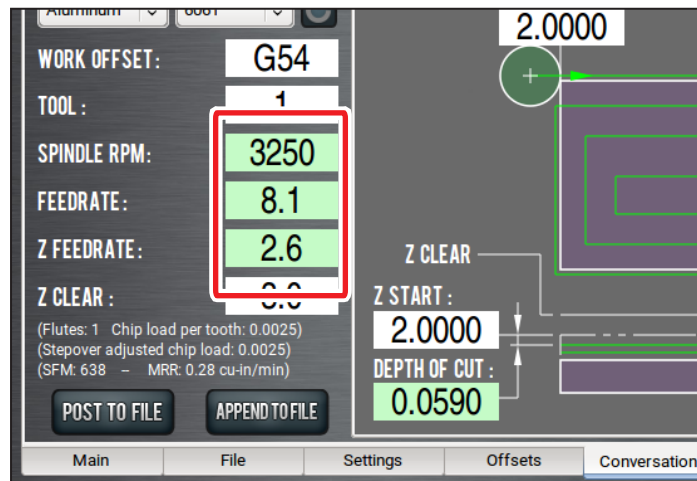 Aluminum 6061
2.0000
WORK OFFSET: G54
TOOL : 1
SPINDLE RPM: 3250
FEEDRATE: 8.1
Z FEEDRATE: 2.6
Z CLEAR
Z CLEAR :
Z START :
(Flutes: 1 Chip load per tooth: 0.0025)
2.0000
(Stepover adjusted chip load: 0.0025)
(SFM: 638 – MRR: 0.28 cu-in/min)
DEPTH OF CUT :
POST TO FILE APPEND TO FILE
0.0590
Main File Settings Offsets Conversation